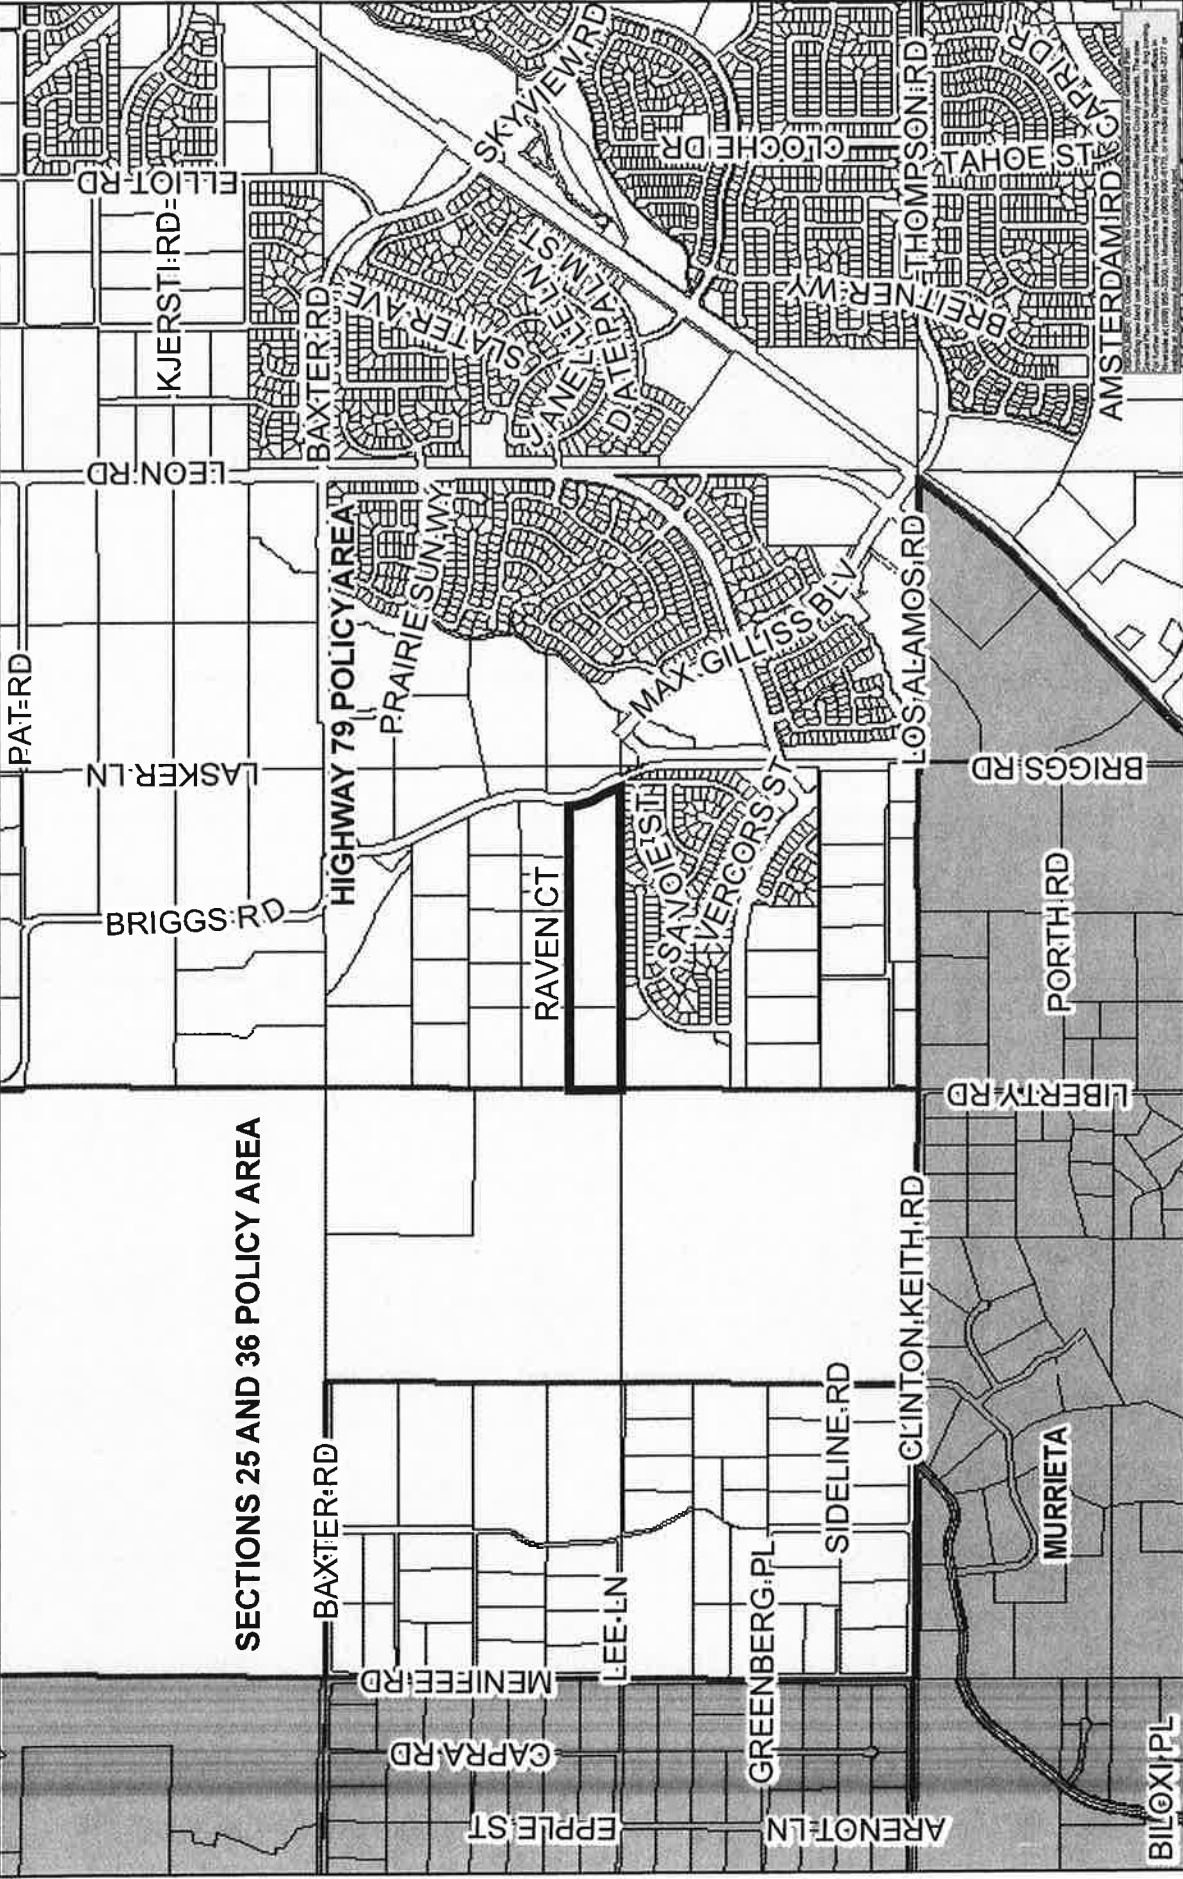 PAT RD
LASKER LN
BRIGGS RD
LEON RD
KJERSTI RD
ELLIOT RD
BAXTER RD
SKYVIEW RD
SLATER AVE
JANE LEE LN
DATE PALM ST
CLOCHE DR
BREITNER WY
THOMPSON RD
TAHOE ST
CAPRI DR
AMSTERDAM RD
HIGHWAY 79 POLICY AREA
PRAIRIE SUN WY
MAX GILLISS BLV
LOS ALAMOS RD
BRIGGS RD
RAVEN CT
SAVOIE ST
VERCORS ST
PORTH RD
LIBERTY RD
SECTIONS 25 AND 36 POLICY AREA
BAXTER RD
CLINTON KEITH RD
SIDELINE RD
LEE LN
GREENBERG PL
MENIFEE RD
CAPRA RD
EPPLE ST
ARENOT LN
MURRIETA
BILOXI PL